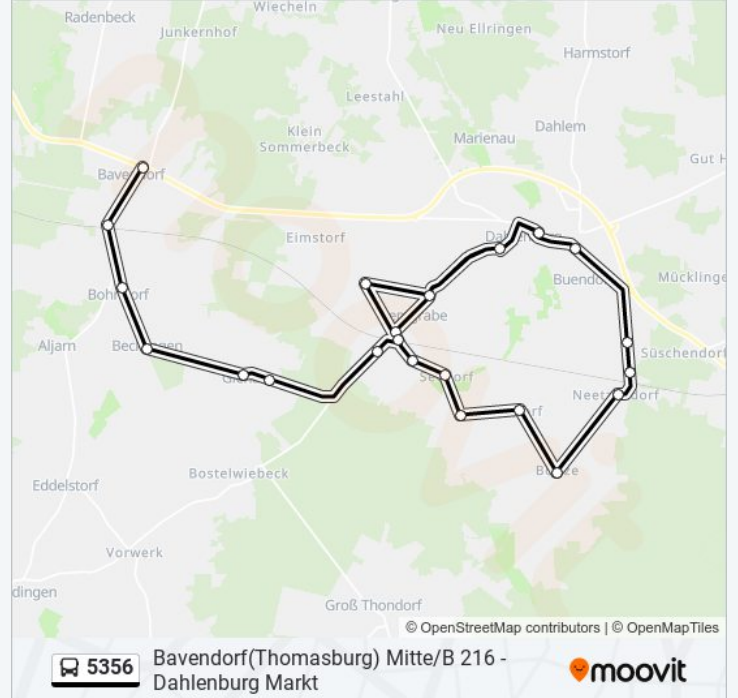 Wiecheln
Radenbeck
Junkernhof
Neu Ellringen
Harmstorf
Leestahl
Klein
Sommerbeck
Dahlem
Marienau
Gut H
Eimstorf
Buendo
Mücklinge
Aljarn
Süschendorf
Bostelwiebeck
Eddelstorf
Vorwerk
dingen
Groß Thondorf
© OpenStreetMap contributors | © OpenMapTiles
5356 Bavendorf(Thomasburg) Mitte/B 216 -
Dahlenburg Markt
moovit